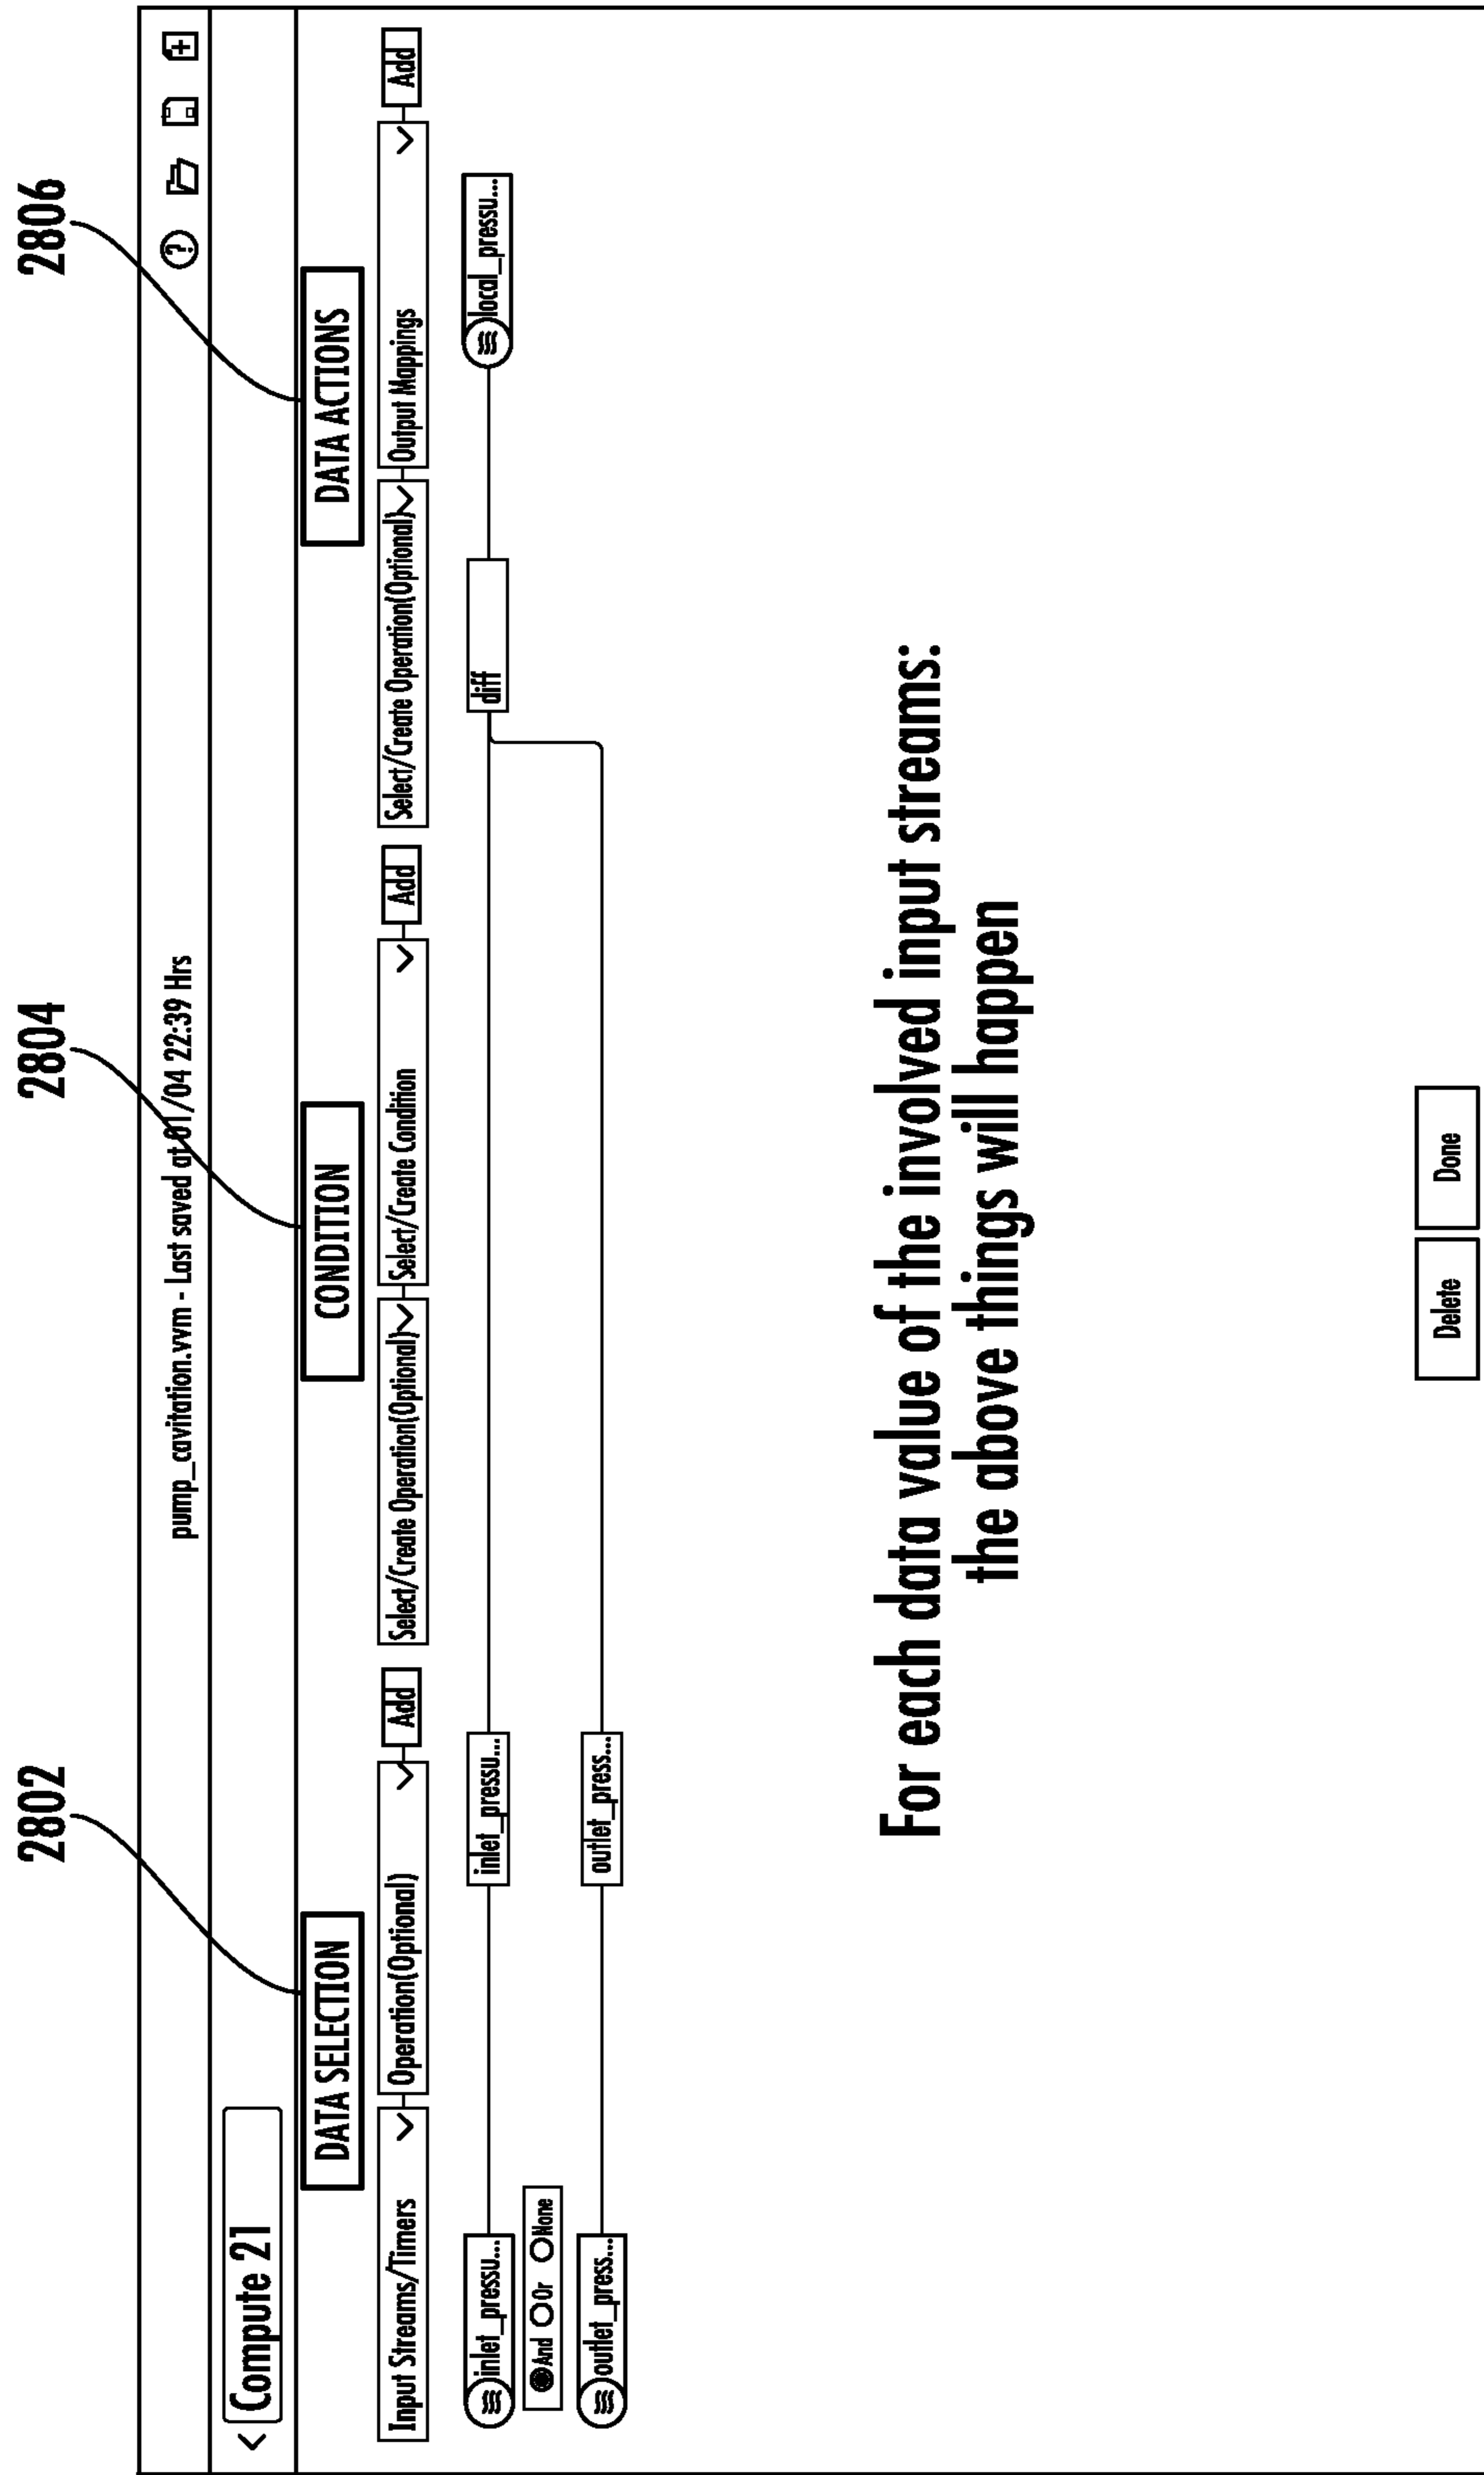 2802
2804
2806
pump_cavitation.vvm - Last saved at 01/04 22:39 Hrs
?
Compute 21
DATA SELECTION
CONDITION
DATA ACTIONS
Input Streams/Timers
Operation(Optional)
Add
Select/Create Operation(Optional)
Select/Create Condition
Add
Select/Create Operation(Optional)
Output Mappings
Add
inlet_pressu...
inlet_pressu...
diff
local_pressu...
And Or None
outlet_press...
outlet_press...
For each data value of the involved input streams:
the above things will happen
Delete
Done